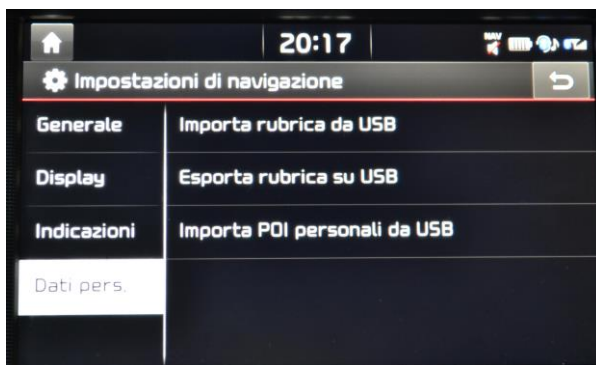 20:17
NAV
Impostazioni di navigazione
Generale
Importa rubrica da USB
Display
Esporta rubrica su USB
Indicazioni
Importa POI personali da USB
Dati pers.